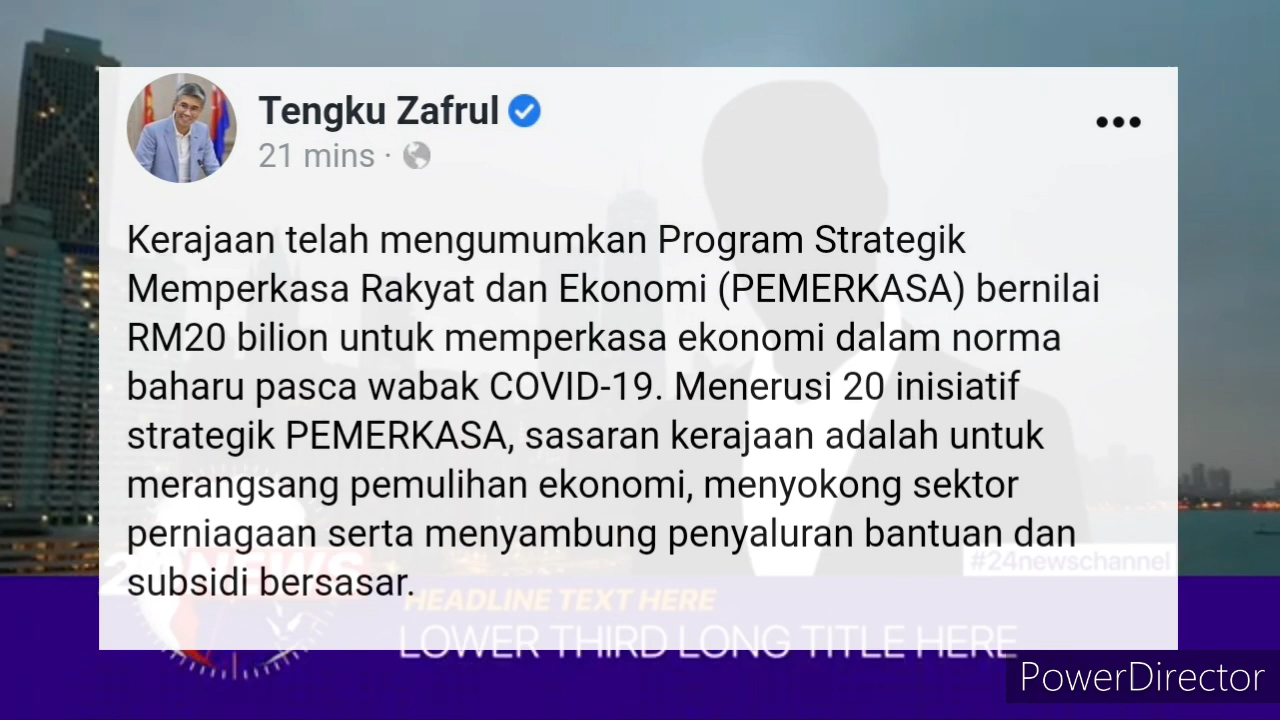 Tengku Zafrul
21 mins ·
Kerajaan telah mengumumkan Program Strategik
Memperkasa Rakyat dan Ekonomi (PEMERKASA) bernilai
RM20 bilion untuk memperkasa ekonomi dalam norma
baharu pasca wabak COVID-19. Menerusi 20 inisiatif
strategik PEMERKASA, sasaran kerajaan adalah untuk
merangsang pemulihan ekonomi, menyokong sektor
perniagaan serta menyambung penyaluran bantuan dan
subsidi bersasar.
#24newschannel
24 NEWS
HEADLINE TEXT HERE
LOWER THIRD LONG TITLE HERE
PowerDirector